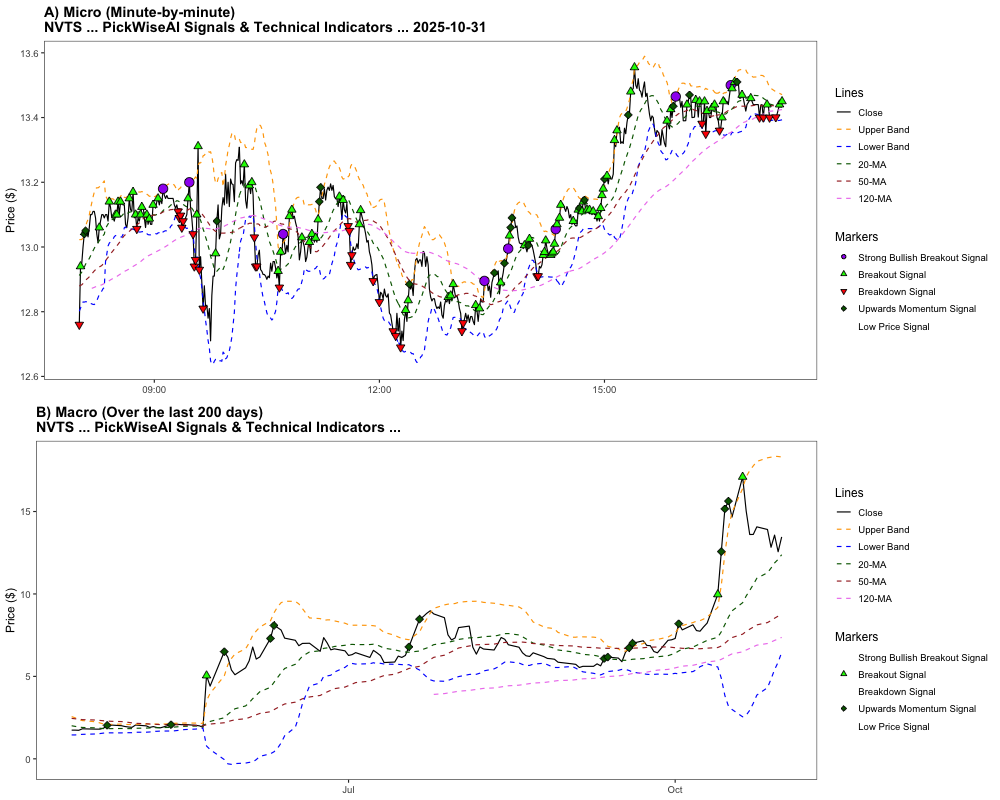 A) Micro (Minute-by-minute)
NVTS ... PickWiseAI Signals & Technical Indicators ... 2025-10-31
Price ($)
13.6
13.4
13.2
13.0
12.8
12.6
09:00
12:00
15:00
Lines
Close
Upper Band
Lower Band
20-MA
50-MA
120-MA
Markers
Strong Bullish Breakout Signal
Breakout Signal
Breakdown Signal
Upwards Momentum Signal
Low Price Signal
B) Macro (Over the last 200 days)
NVTS ... PickWiseAI Signals & Technical Indicators ...
Price ($)
15
10
5
0
Jul
Oct
Lines
Close
Upper Band
Lower Band
20-MA
50-MA
120-MA
Markers
Strong Bullish Breakout Signal
Breakout Signal
Breakdown Signal
Upwards Momentum Signal
Low Price Signal